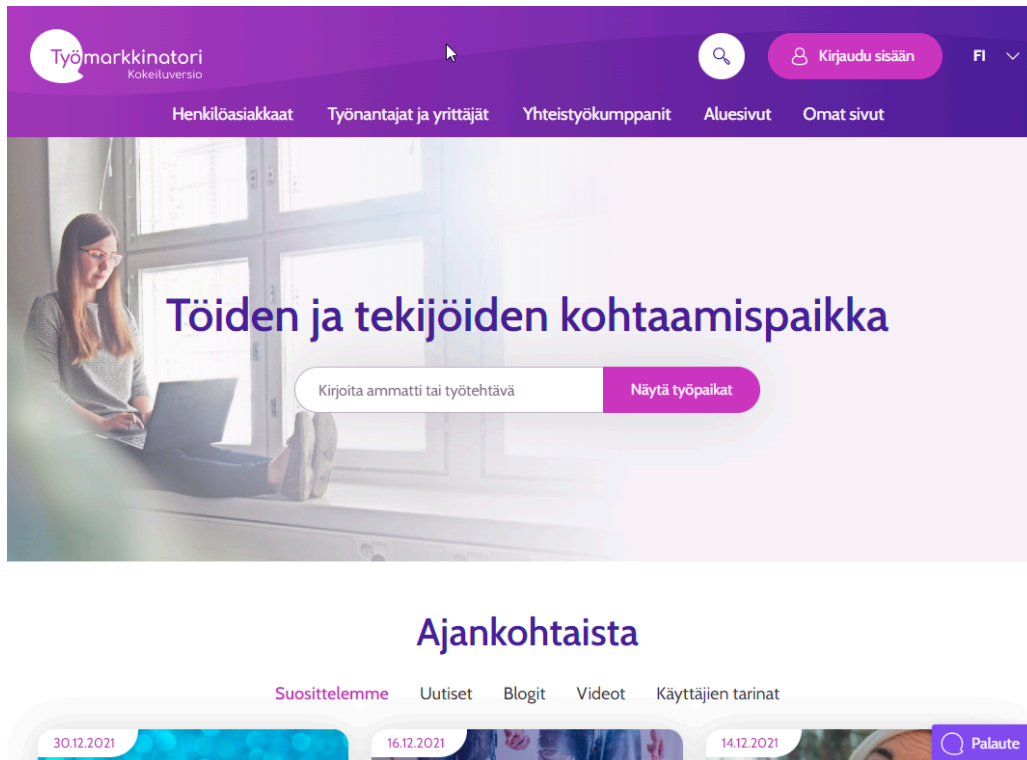 Työmarkkinatori
Kokeiluversio
Kirjaudu sisään
FI
Henkilöasiakkaat Työnantajat ja yrittäjät Yhteistyökumppanit Aluesivut Omat sivut
Töiden ja tekijöiden kohtaamispaikka
Kirjoita ammatti tai työtehtävä Näytä työpaikat
Ajankohtaista
Suosittelemme Uutiset Blogit Videot Käyttäjien tarinat
30.12.2021 16.12.2021 14.12.2021
Palaute